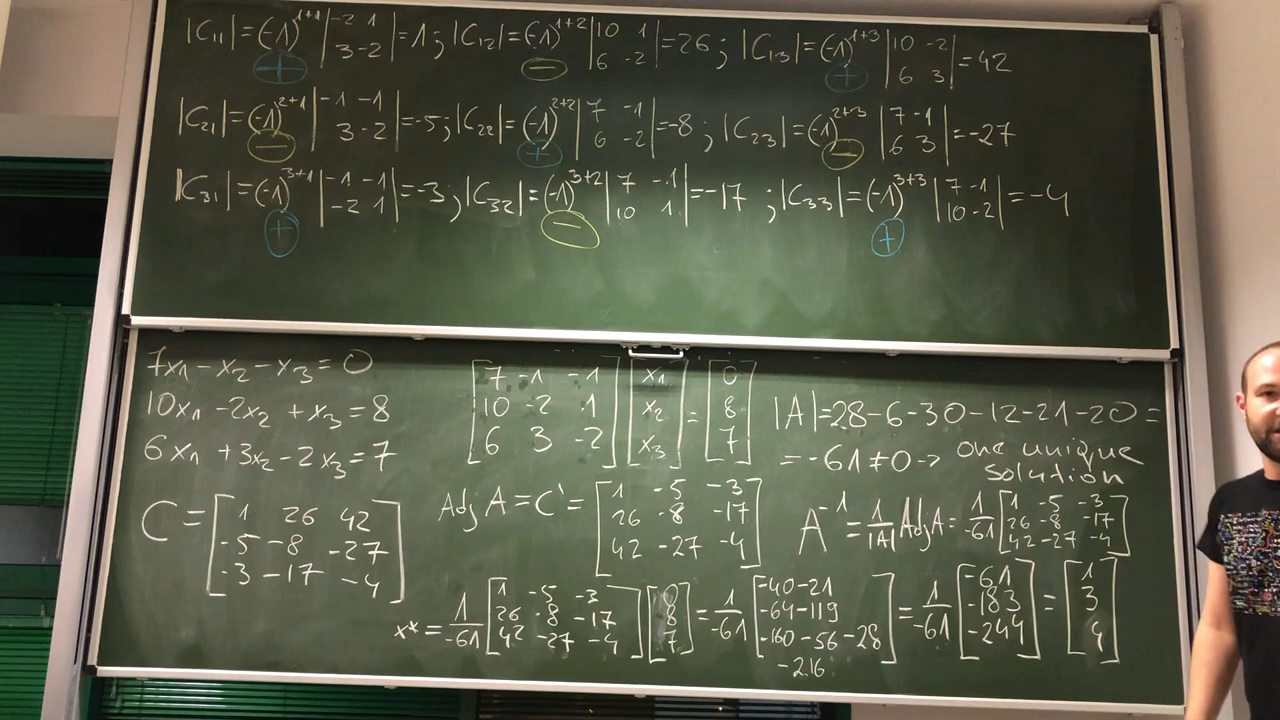 |C₁₁|=(-1)¹⁺¹ |-2 1; 3 -2|=1; |C₁₂|=(-1)¹⁺² |10 1; 6 -2|=26; |C₁₃|=(-1)¹⁺³ |10 -2; 6 3|=42
+ − +
|C₂₁|=(-1)²⁺¹ |-1 -1; 3 -2|=-5; |C₂₂|=(-1)²⁺² |7 -1; 6 -2|=-8; |C₂₃|=(-1)²⁺³ |7 -1; 6 3|=-27
− + −
|C₃₁|=(-1)³⁺¹ |-1 -1; -2 1|=-3; |C₃₂|=(-1)³⁺² |7 -1; 10 1|=-17; |C₃₃|=(-1)³⁺³ |7 -1; 10 -2|=-4
+ − +
7x₁ - x₂ - x₃ = 0
10x₁ - 2x₂ + x₃ = 8
6x₁ + 3x₂ - 2x₃ = 7
[7 -1 -1; 10 -2 1; 6 3 -2] [x₁; x₂; x₃] = [0; 8; 7]
|A|=28-6-30-12-21-20=
=-61≠0→ one unique
solution
C=[1 26 42; -5 -8 -27; -3 -17 -4]
Adj A = C' = [1 -5 -3; 26 -8 -17; 42 -27 -4]
A⁻¹ = 1/|A| Adj A = 1/-61 [1 -5 -3; 26 -8 -17; 42 -27 -4]
x* = 1/-61 [1 -5 -3; 26 -8 -17; 42 -27 -4] [0; 8; 7] = 1/-61 [-40-21; -64-119; -160-56-28] = 1/-61 [-61; -183; -244] = [1; 3; 4]
-216